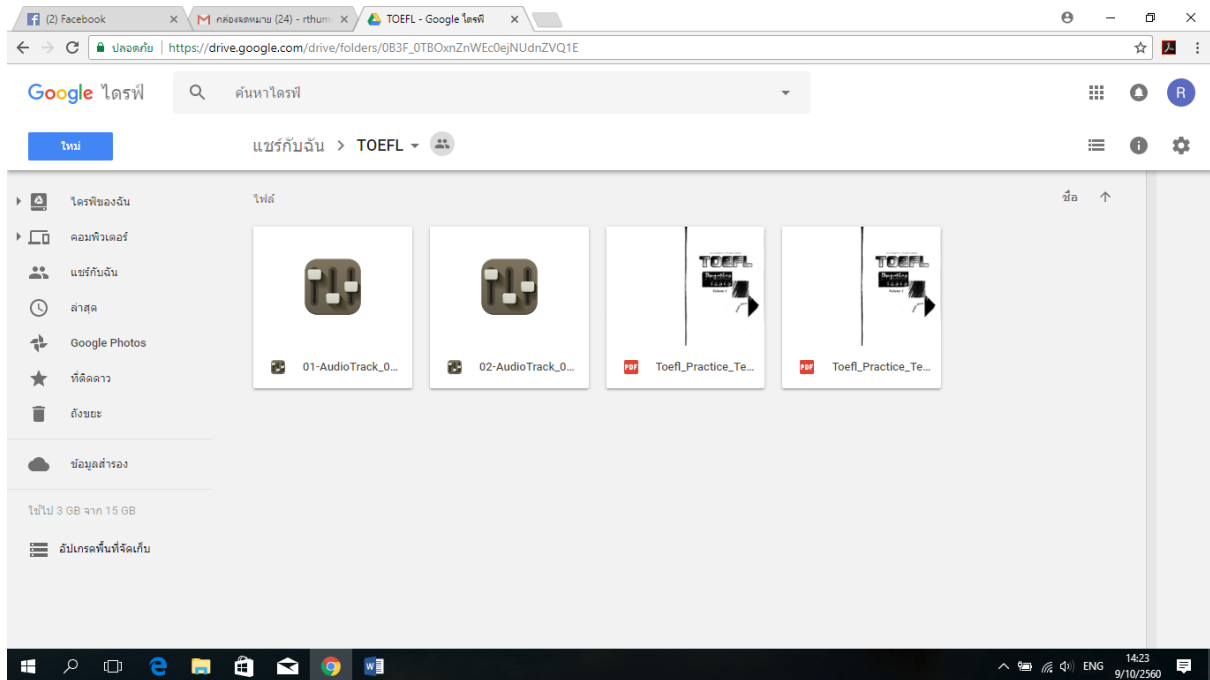 (2) Facebook
กล่องจดหมาย (24) - rthum
TOEFL - Google ไดรฟ์
ปลอดภัย https://drive.google.com/drive/folders/0B3F_0TBOxnZnWEc0ejNUdnZVQ1E
Google ไดรฟ์
ค้นหาไดรฟ์
R
ใหม่
แชร์กับฉัน > TOEFL
ไดรฟ์ของฉัน
คอมพิวเตอร์
แชร์กับฉัน
ล่าสุด
Google Photos
ที่ติดดาว
ถังขยะ
ข้อมูลสำรอง
ใช้ไป 3 GB จาก 15 GB
อัปเกรดพื้นที่จัดเก็บ
ไฟล์
ชื่อ
01-AudioTrack_0...
02-AudioTrack_0...
TOEFL
PDF Toefl_Practice_Te...
TOEFL
PDF Toefl_Practice_Te...
ENG
14:23
9/10/2560